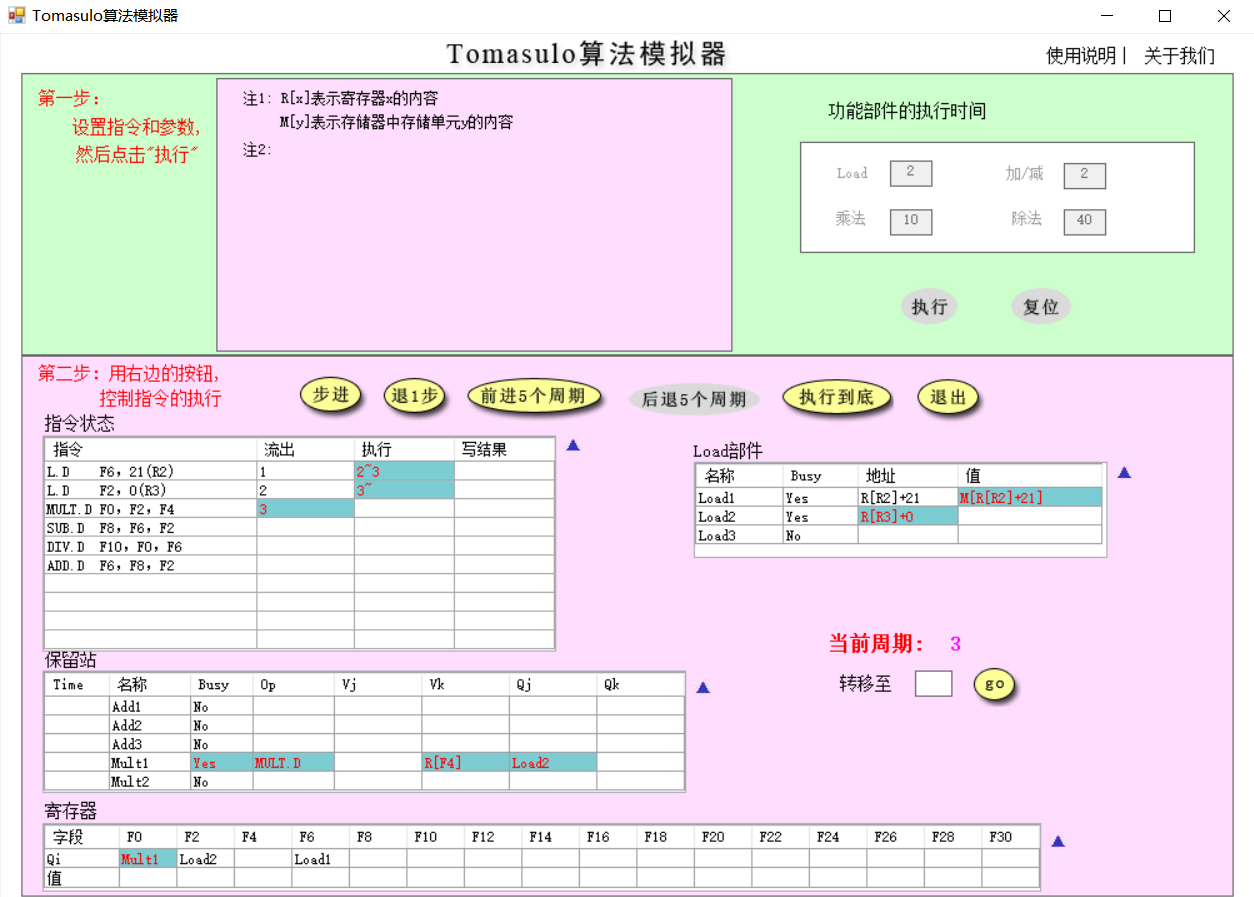 Tomasulo算法模拟器
Tomasulo算法模拟器
使用说明| 关于我们
第一步：
设置指令和参数，
然后点击"执行"
注1: R[x]表示寄存器x的内容
M[y]表示存储器中存储单元y的内容
注2:
功能部件的执行时间
Load 2 加/减 2
乘法 10 除法 40
执行 复位
第二步：用右边的按钮，
控制指令的执行
步进 退1步 前进5个周期 后退5个周期 执行到底 退出
指令状态
指令 流出 执行 写结果
L.D F6，21(R2) 1 2~3
L.D F2，0(R3) 2 3~
MULT.D F0，F2，F4 3
SUB.D F8，F6，F2
DIV.D F10，F0，F6
ADD.D F6，F8，F2
Load部件
名称 Busy 地址 值
Load1 Yes R[R2]+21 M[R[R2]+21]
Load2 Yes R[R3]+0
Load3 No
当前周期： 3
转移至 go
保留站
Time 名称 Busy Op Vj Vk Qj Qk
Add1 No
Add2 No
Add3 No
Mult1 Yes MULT.D R[F4] Load2
Mult2 No
寄存器
字段 F0 F2 F4 F6 F8 F10 F12 F14 F16 F18 F20 F22 F24 F26 F28 F30
Qi Mult1 Load2 Load1
值